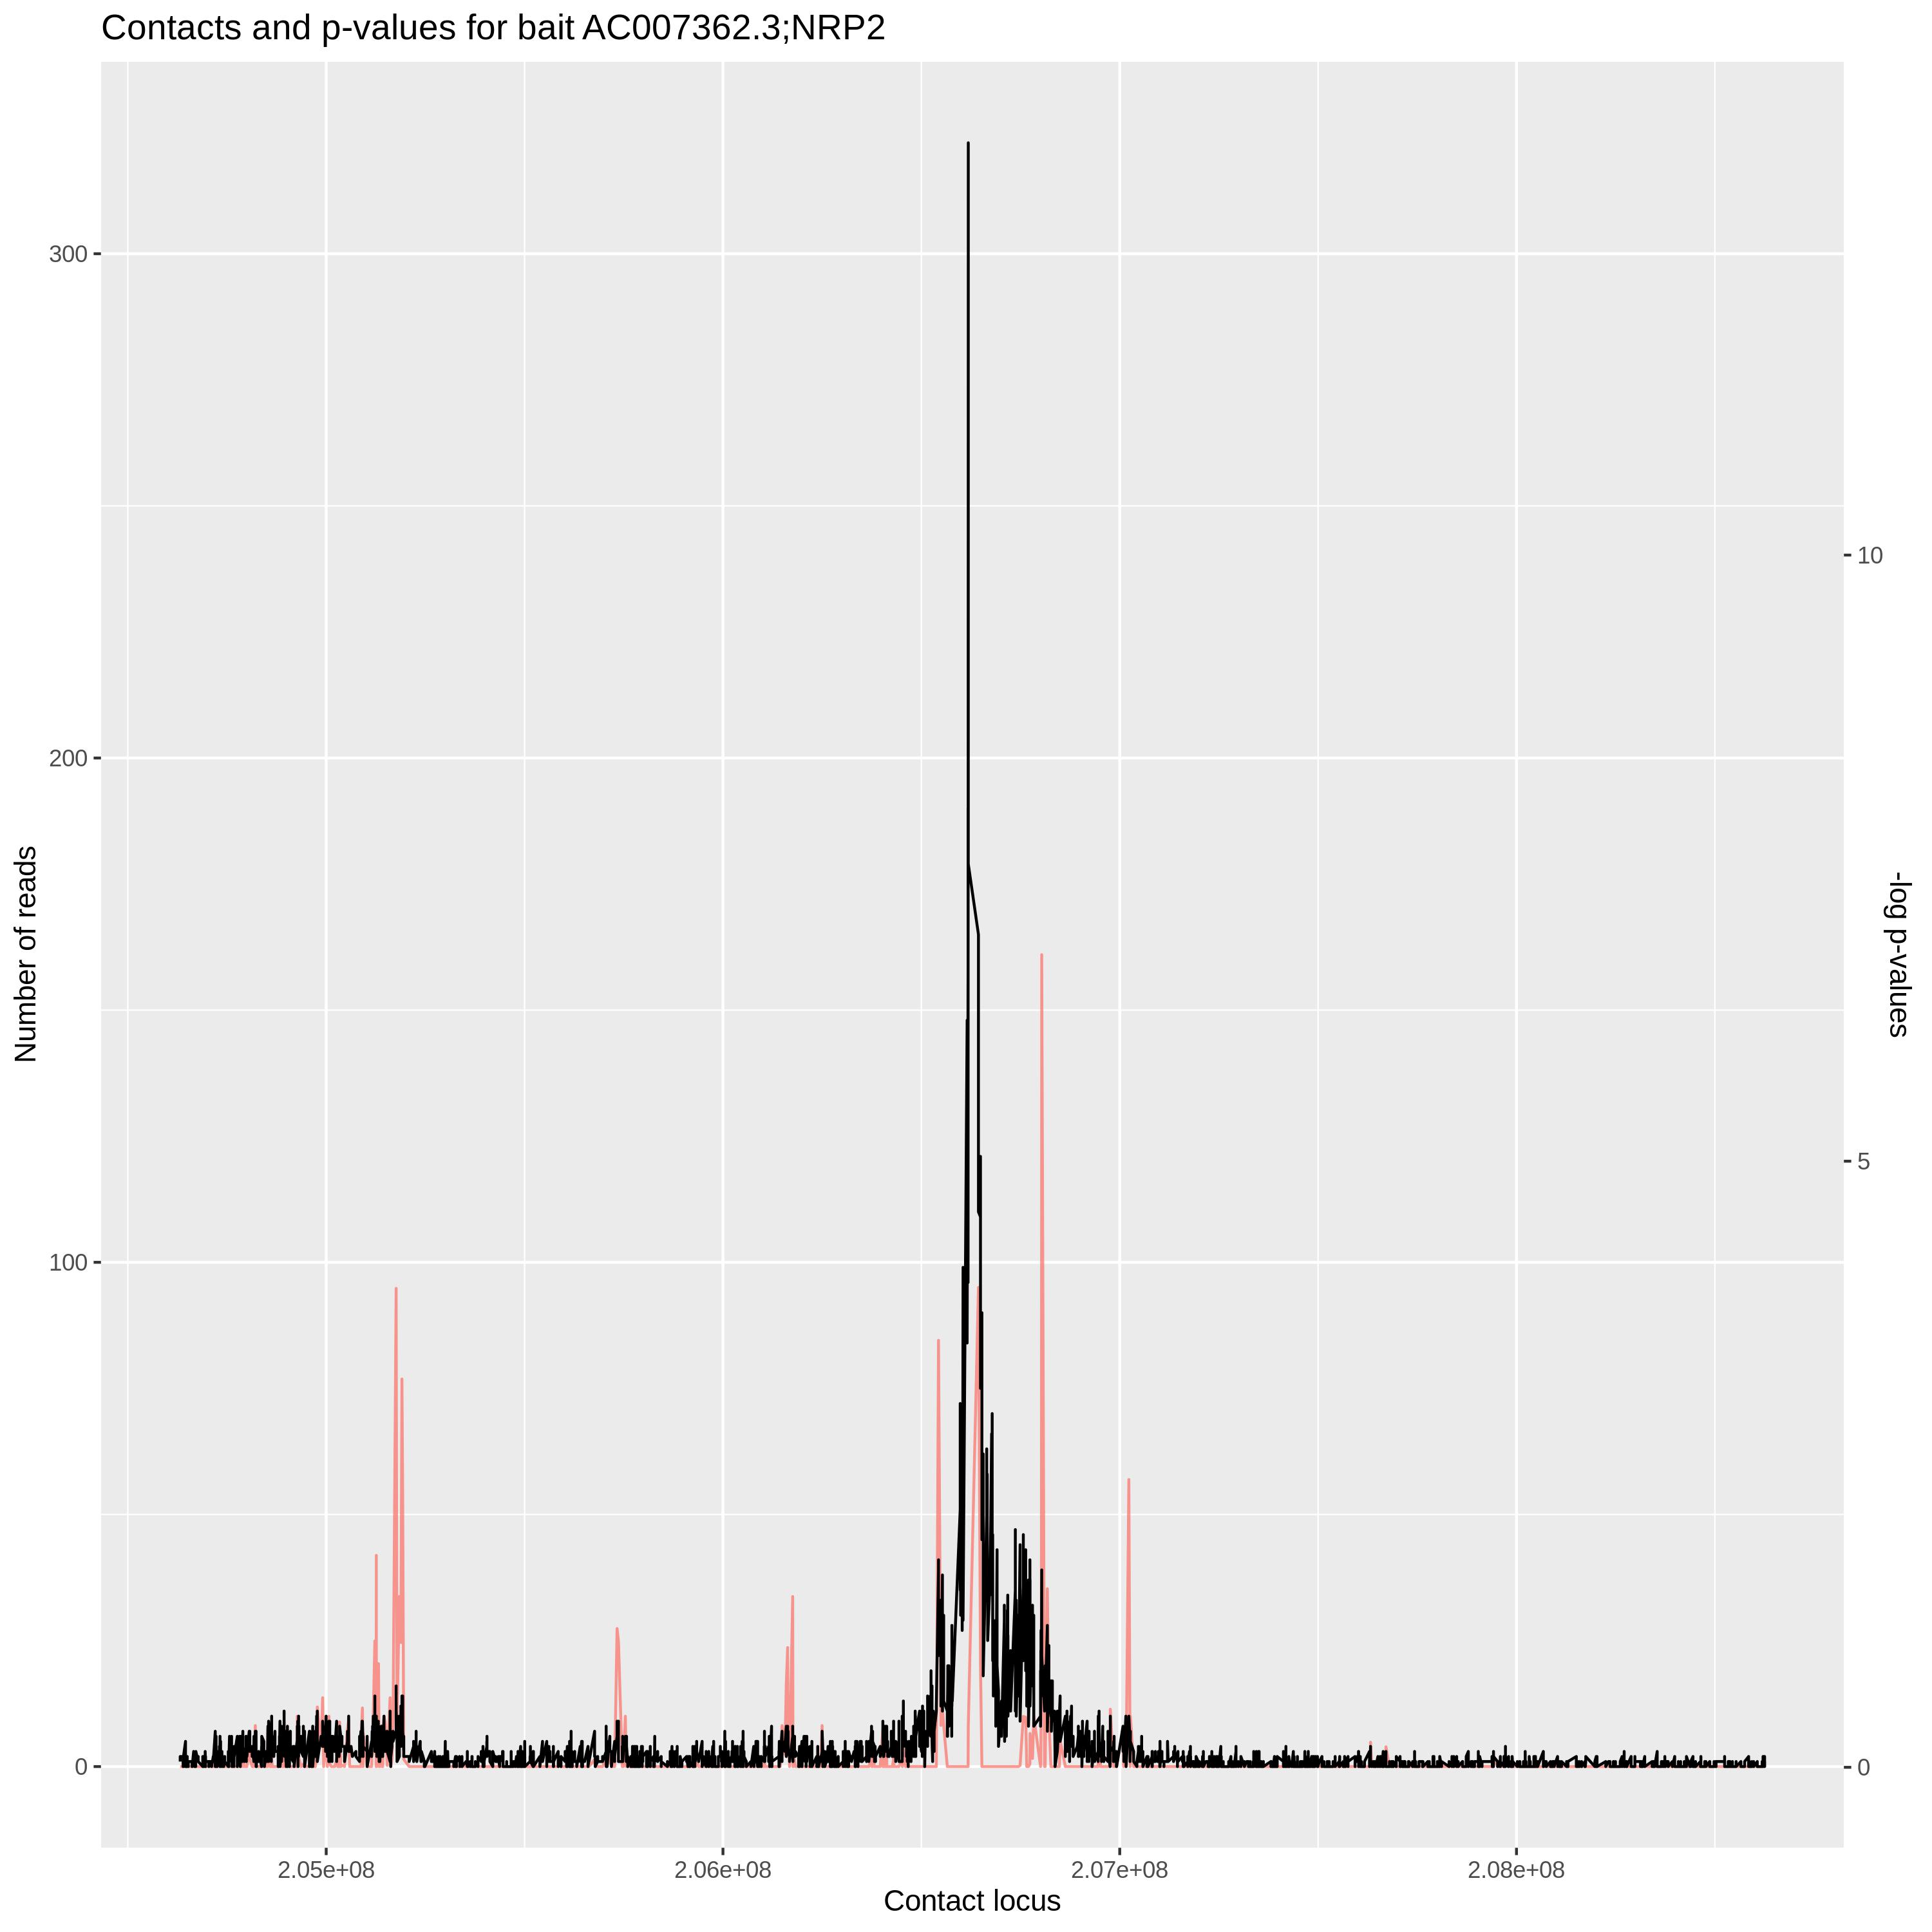 Contacts and p-values for bait AC007362.3;NRP2
300
200
100
0
Number of reads
10
5
0
-log p-values
2.05e+08
2.06e+08
2.07e+08
2.08e+08
Contact locus